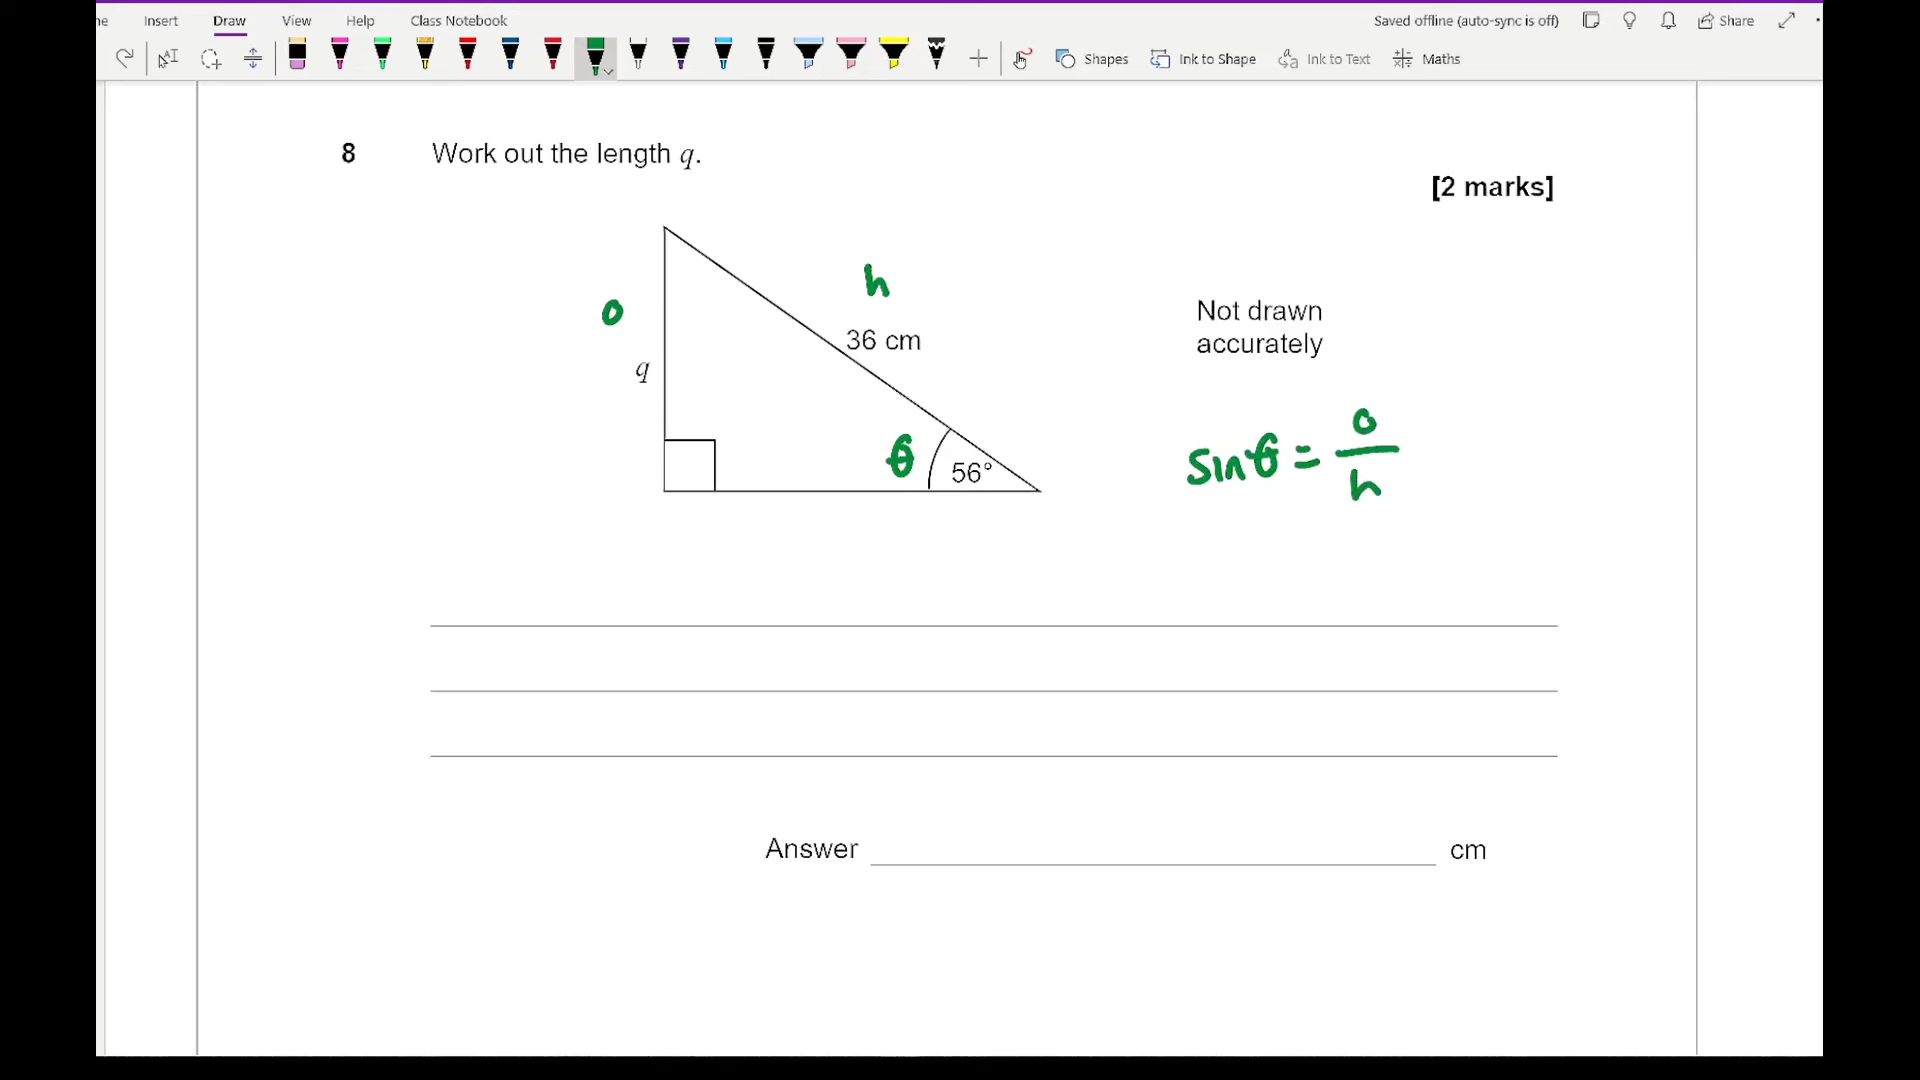 Insert Draw View Help Class Notebook Saved offline (auto-sync is off) Share
Shapes Ink to Shape Ink to Text Maths
8 Work out the length q.
[2 marks]
h
o
36 cm
q
Not drawn
accurately
θ 56°
sinθ = o/h
Answer cm